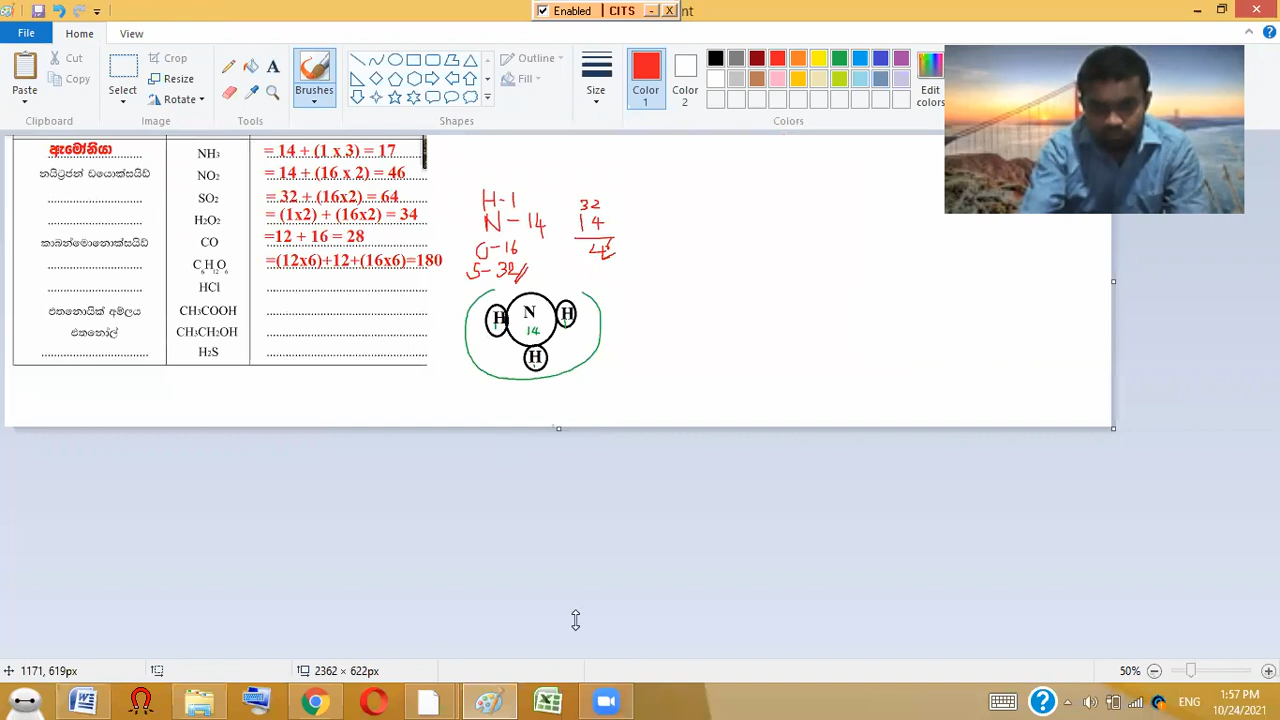 Enabled | CITS
nt
File
Home
View
Paste
Cut
Copy
Clipboard
Select
Crop
Resize
Rotate
Image
A
Tools
Brushes
Outline
Fill
Shapes
Size
Color 1
Color 2
Edit colors
Colors
ඇමෝනියා NH3 = 14 + (1 x 3) = 17
නයිට්‍රජන් ඩයොක්සයිඩ් NO2 = 14 + (16 x 2) = 46
SO2 = 32 + (16x2) = 64
H2O2 = (1x2) + (16x2) = 34
කාබන්මොනොක්සයිඩ් CO =12 + 16 = 28
C6H12O6 =(12x6)+12+(16x6)=180
HCl
එතනොයික් අම්ලය CH3COOH
එතනෝල් CH3CH2OH
H2S
H-1
N-14
O-16
S-32
32
14
46
H N H
14
H
1171, 619px
2362 × 622px
50%
ENG
1:57 PM
10/24/2021